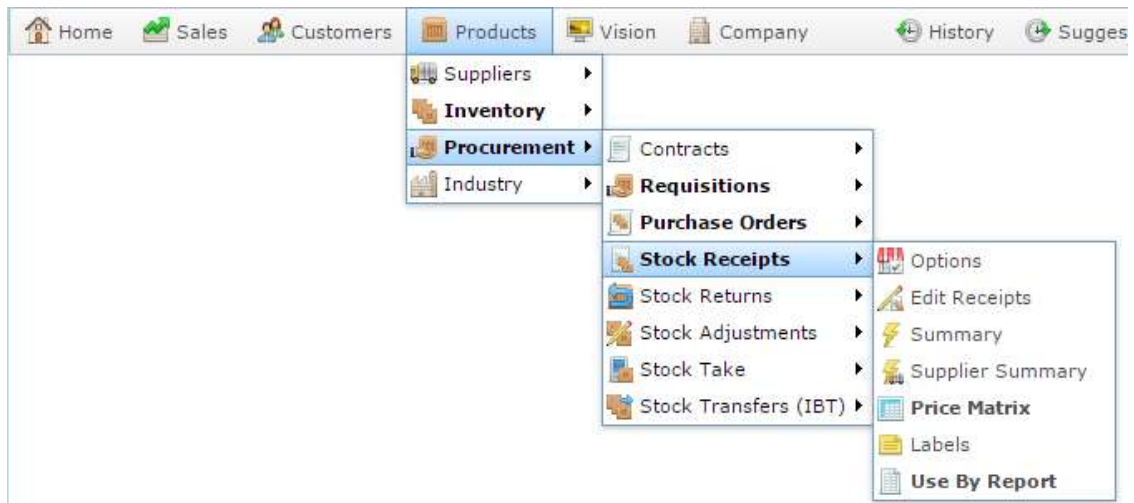 Home Sales Customers Products Vision Company History Sugges
Suppliers
Inventory
Procurement
Industry
Contracts
Requisitions
Purchase Orders
Stock Receipts
Stock Returns
Stock Adjustments
Stock Take
Stock Transfers (IBT)
Options
Edit Receipts
Summary
Supplier Summary
Price Matrix
Labels
Use By Report